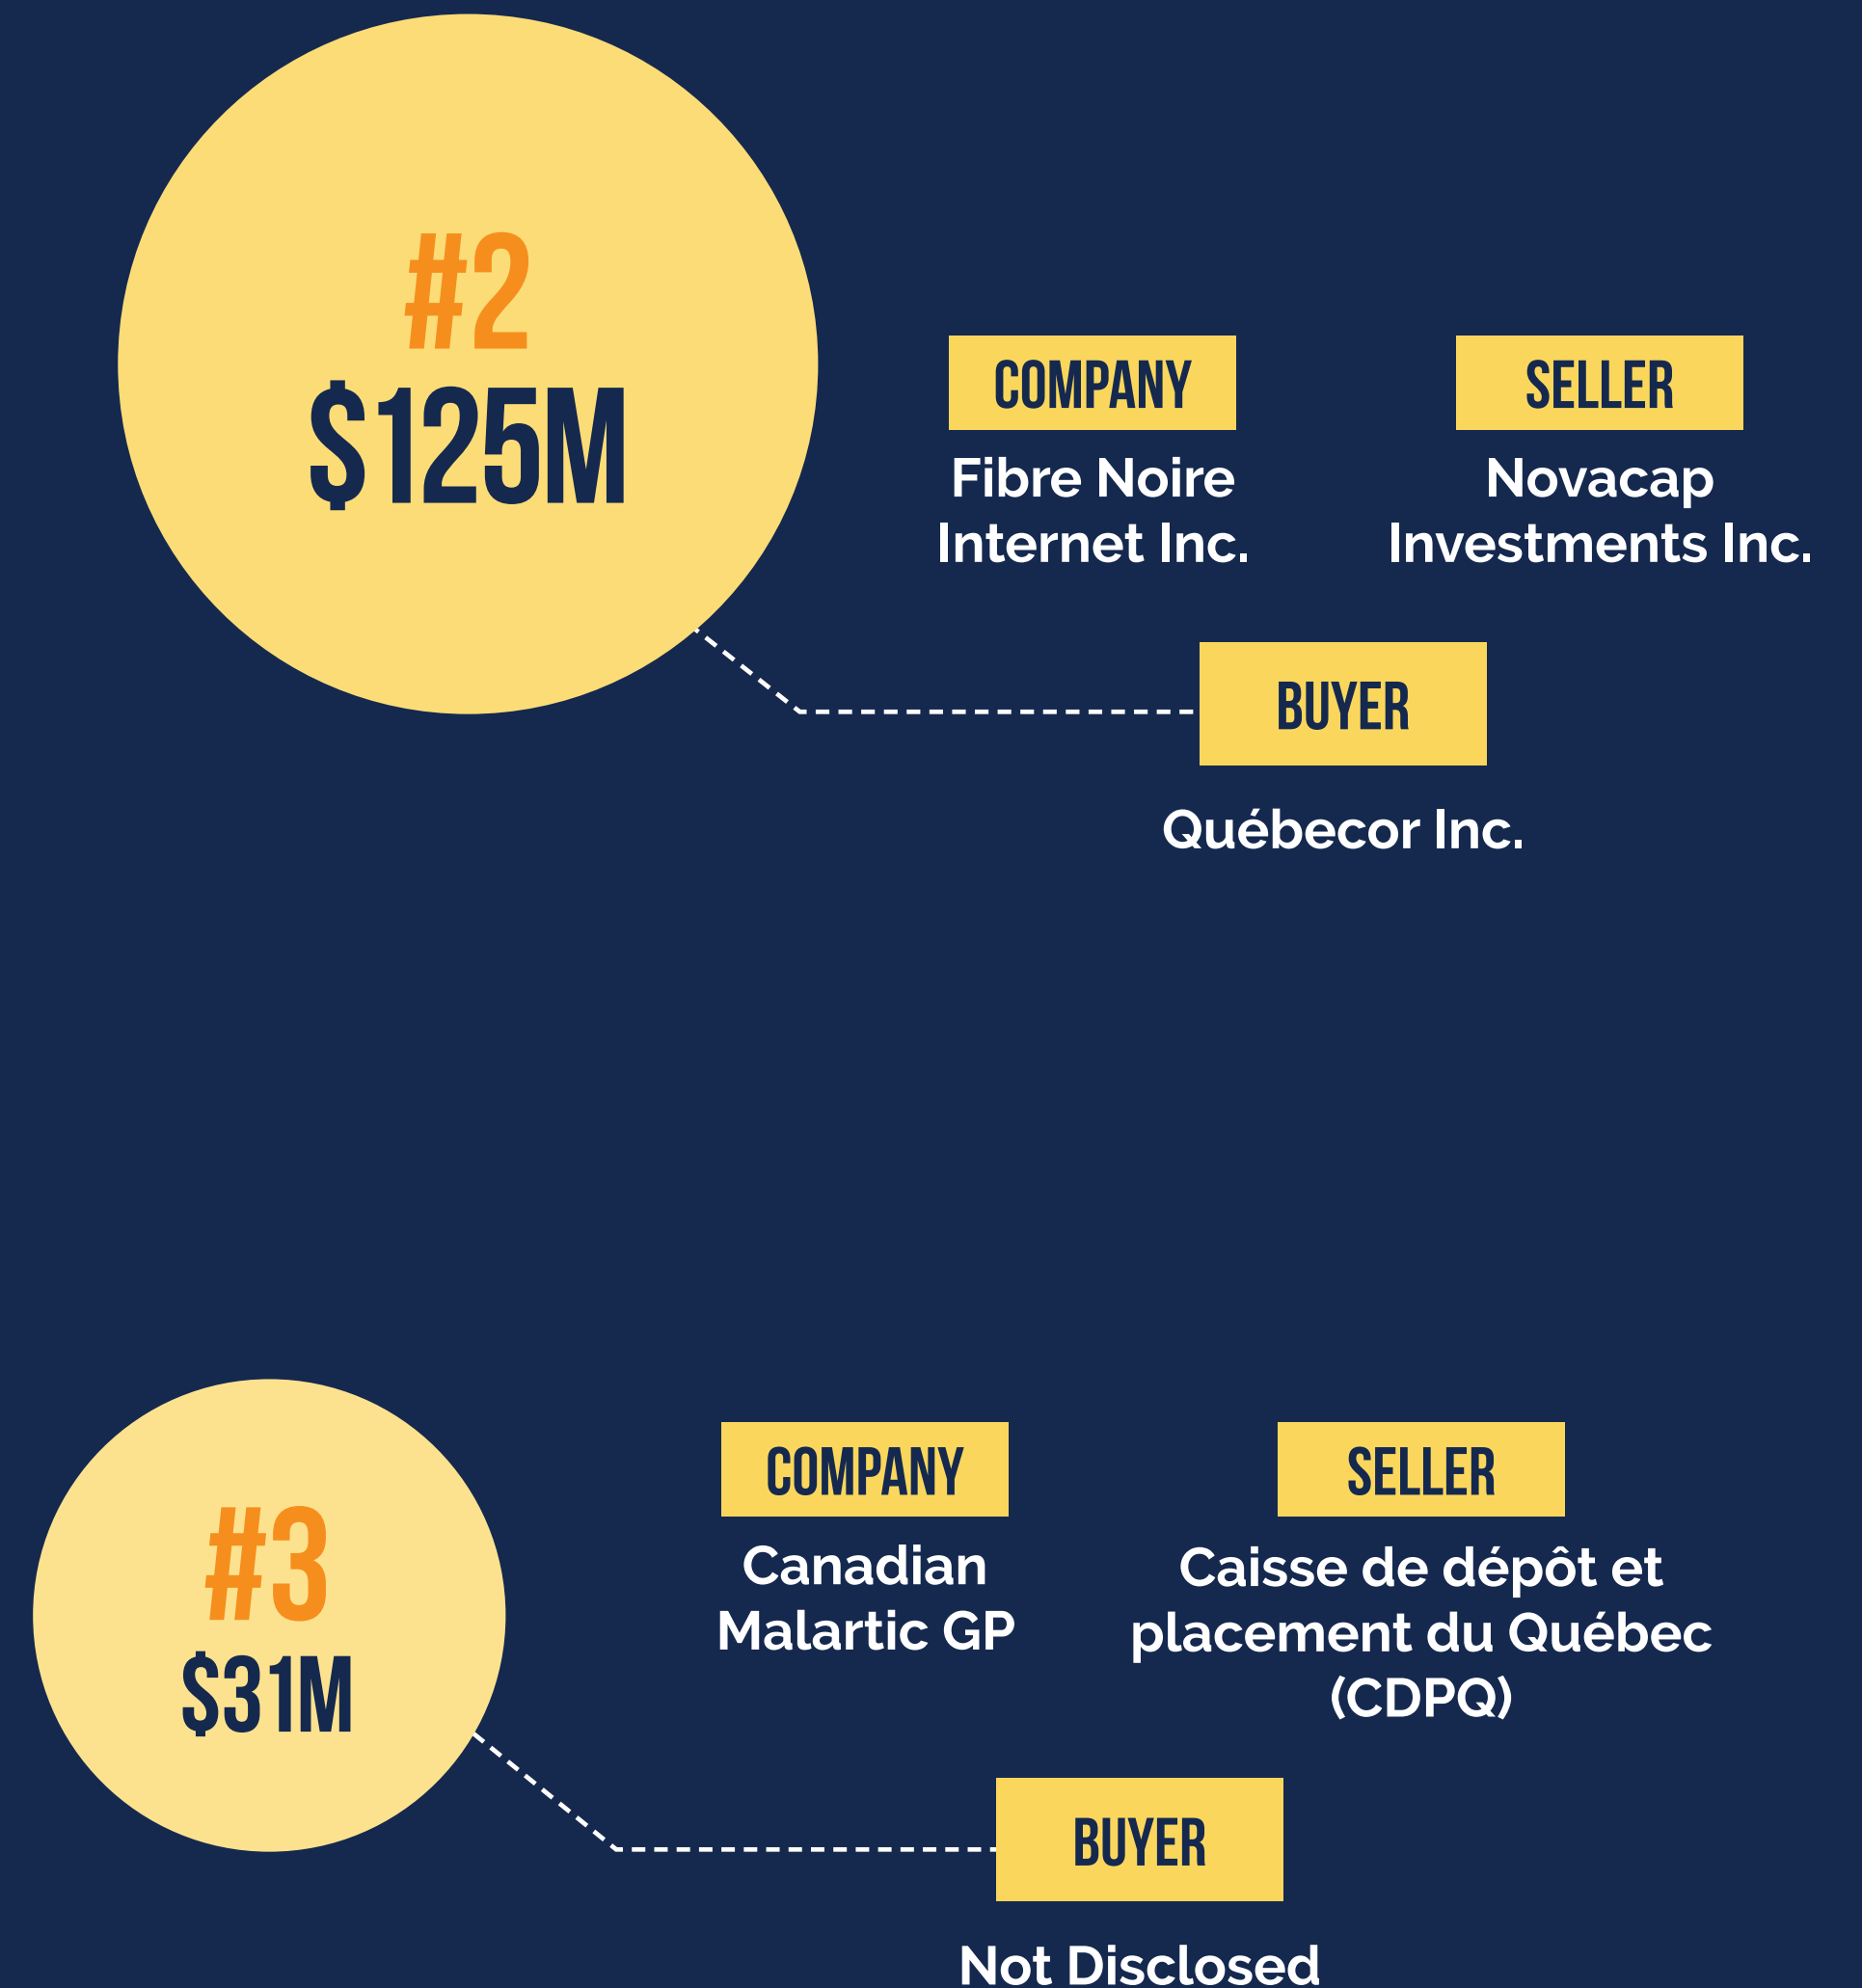 #2
$125M
COMPANY
Fibre Noire
Internet Inc.
SELLER
Novacap
Investments Inc.
BUYER
Québecor Inc.
#3
$31M
COMPANY
Canadian
Malartic GP
SELLER
Caisse de dépôt et
placement du Québec
(CDPQ)
BUYER
Not Disclosed